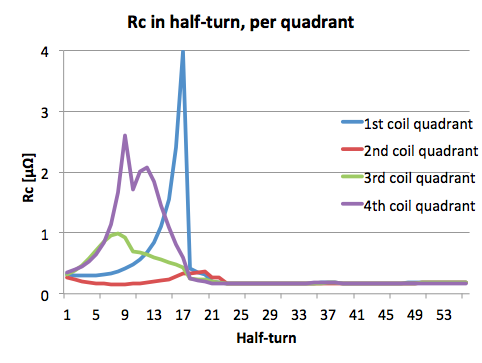 Rc in half-turn, per quadrant
4
3
2
1
0
Rc [μΩ]
1st coil quadrant
2nd coil quadrant
3rd coil quadrant
4th coil quadrant
1 5 9 13 17 21 25 29 33 37 41 45 49 53
Half-turn